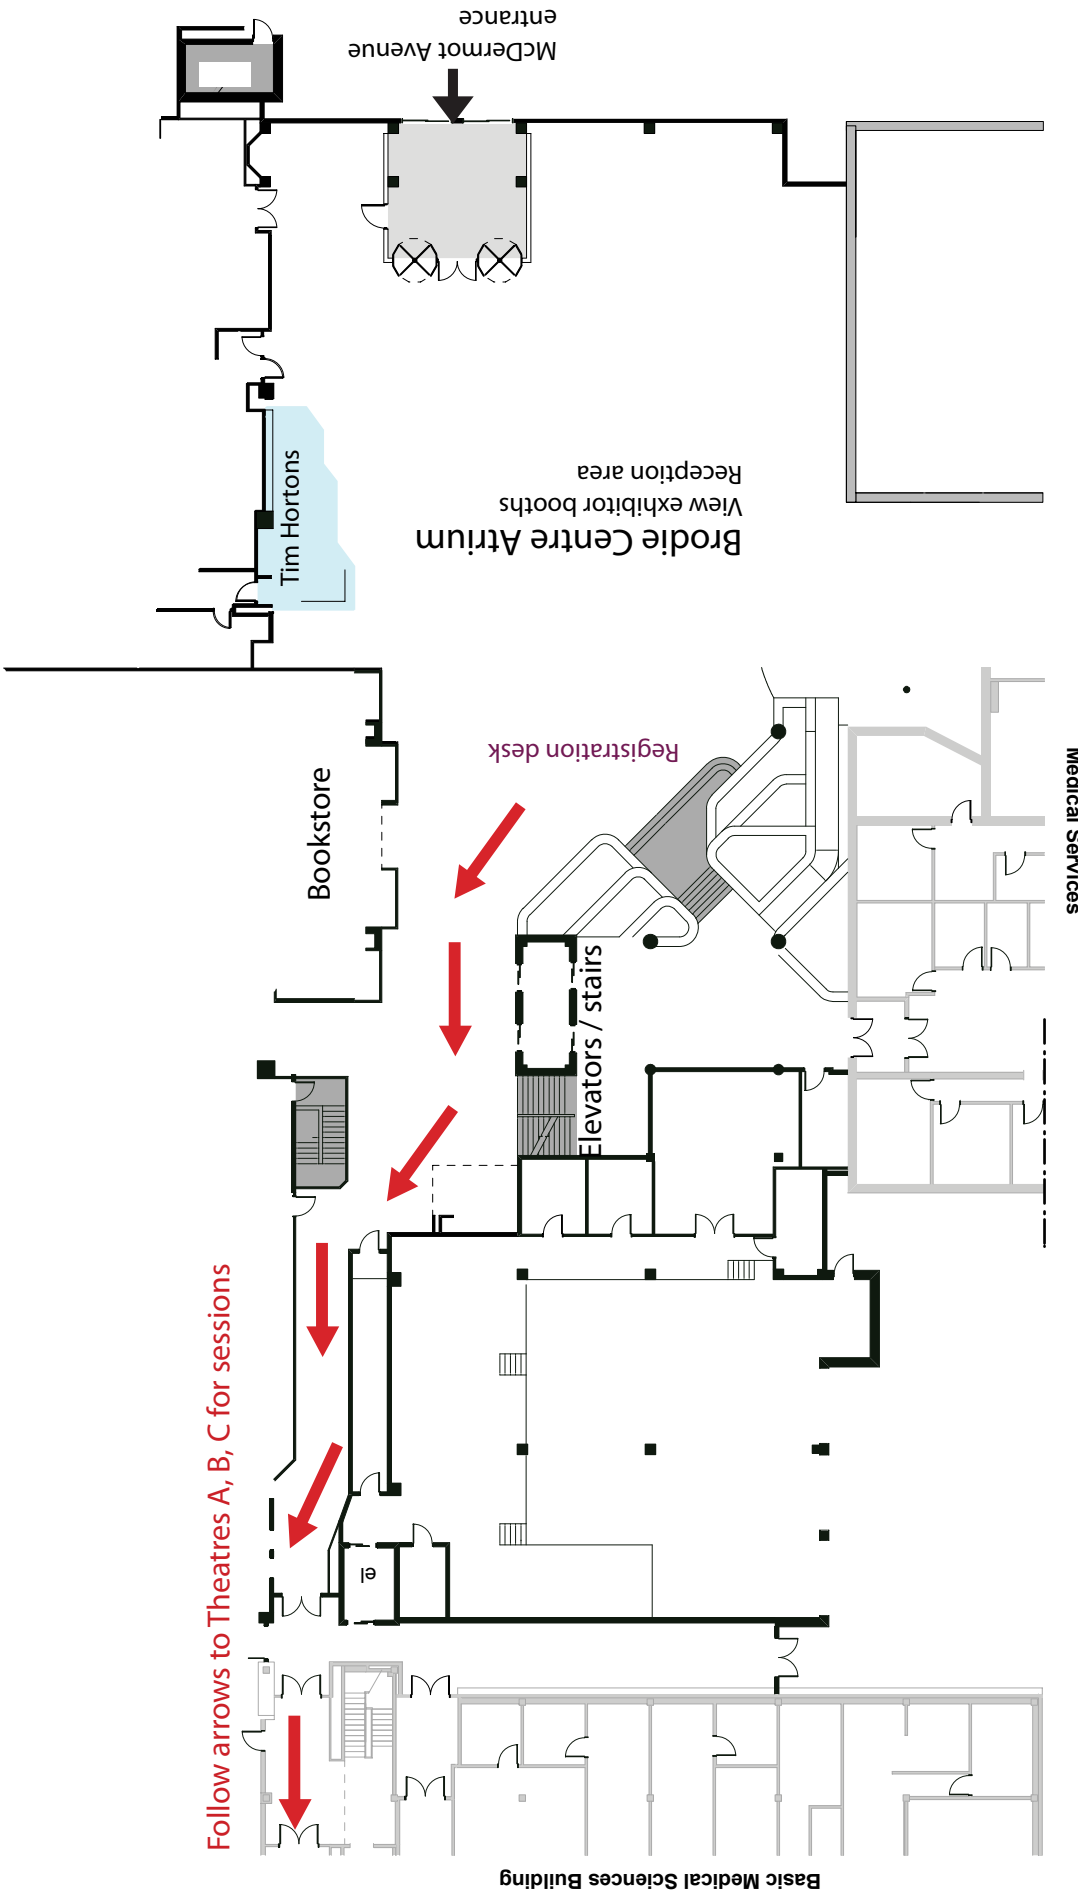 McDermot Avenue
entrance
Tim Hortons
Brodie Centre Atrium
View exhibitor booths
Reception area
Registration desk
Bookstore
Medical Services
Elevators / stairs
Follow arrows to Theatres A, B, C for sessions
el
Basic Medical Sciences Building